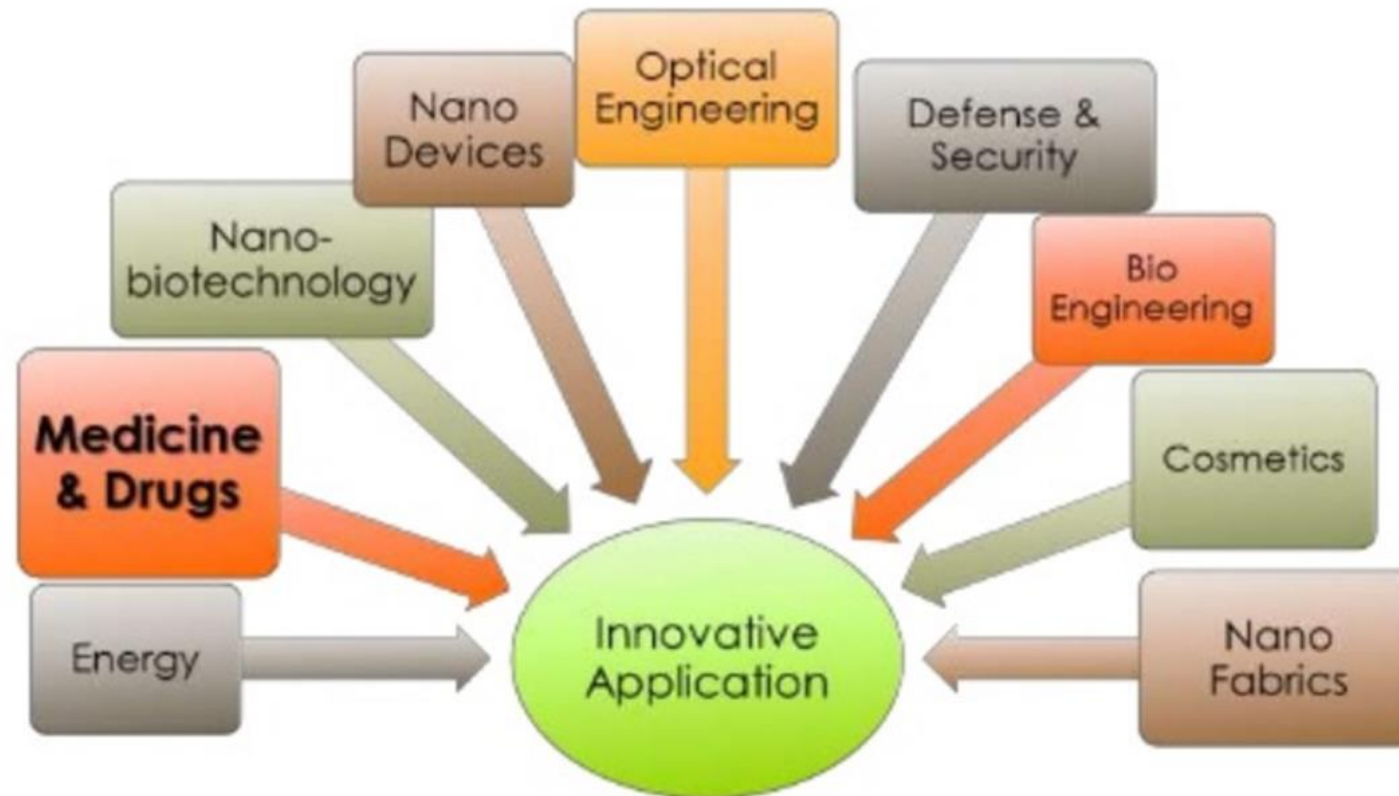 Optical
Engineering
Nano
Devices
Defense &
Security
Nano-
biotechnology
Bio
Engineering
Medicine
& Drugs
Cosmetics
Energy
Innovative
Application
Nano
Fabrics